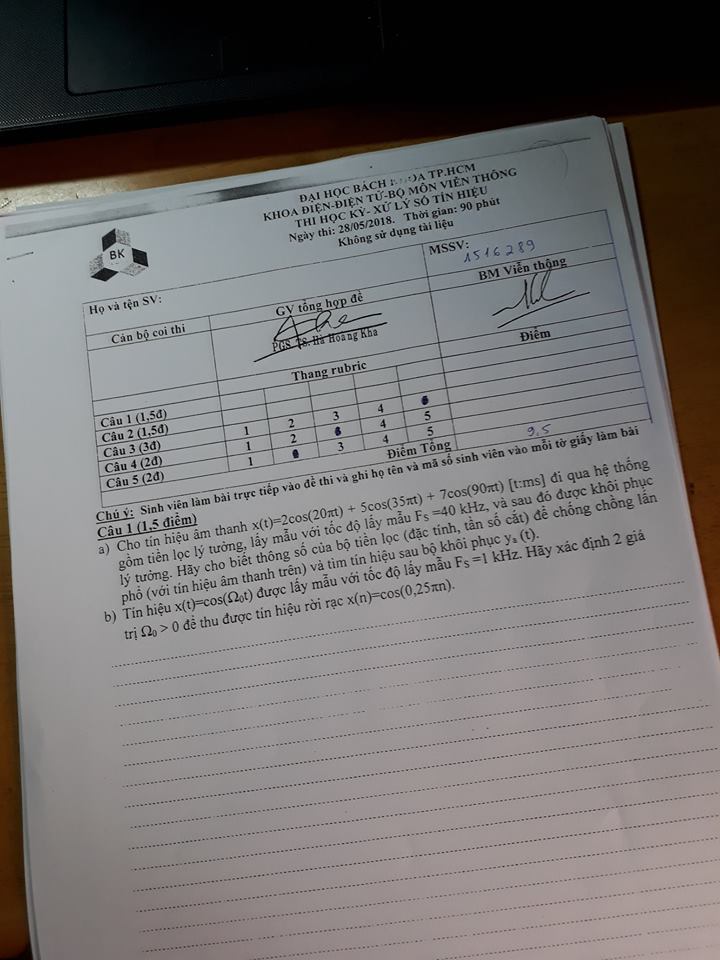 ĐẠI HỌC BÁCH KHOA TP.HCM
KHOA ĐIỆN-ĐIỆN TỬ-BỘ MÔN VIỄN THÔNG
THI HỌC KỲ- XỬ LÝ SỐ TÍN HIỆU
Ngày thi: 28/05/2018. Thời gian: 90 phút
Không sử dụng tài liệu
BK
Họ và tên SV:
MSSV:
1516289
Cán bộ coi thi
GV tổng hợp đề
BM Viễn thông
PGS. TS. Hà Hoàng Kha
Thang rubric
Điểm
Câu 1 (1,5đ)
Câu 2 (1,5đ) 1 2 3 4
Câu 3 (3đ) 1 2 4 5
Câu 4 (2đ) 1 3 4 5
Câu 5 (2đ)
Điểm Tổng
9,5
Chú ý: Sinh viên làm bài trực tiếp vào đề thi và ghi họ tên và mã số sinh viên vào mỗi tờ giấy làm bài
Câu 1 (1,5 điểm)
a) Cho tín hiệu âm thanh x(t)=2cos(20πt) + 5cos(35πt) + 7cos(90πt) [t:ms] đi qua hệ thống
gồm tiền lọc lý tưởng, lấy mẫu với tốc độ lấy mẫu FS =40 kHz, và sau đó được khôi phục
lý tưởng. Hãy cho biết thông số của bộ tiền lọc (đặc tính, tần số cắt) để chống chồng lấn
phổ (với tín hiệu âm thanh trên) và tìm tín hiệu sau bộ khôi phục ya (t).
b) Tín hiệu x(t)=cos(Ω0t) được lấy mẫu với tốc độ lấy mẫu FS =1 kHz. Hãy xác định 2 giá
trị Ω0 > 0 để thu được tín hiệu rời rạc x(n)=cos(0,25πn).